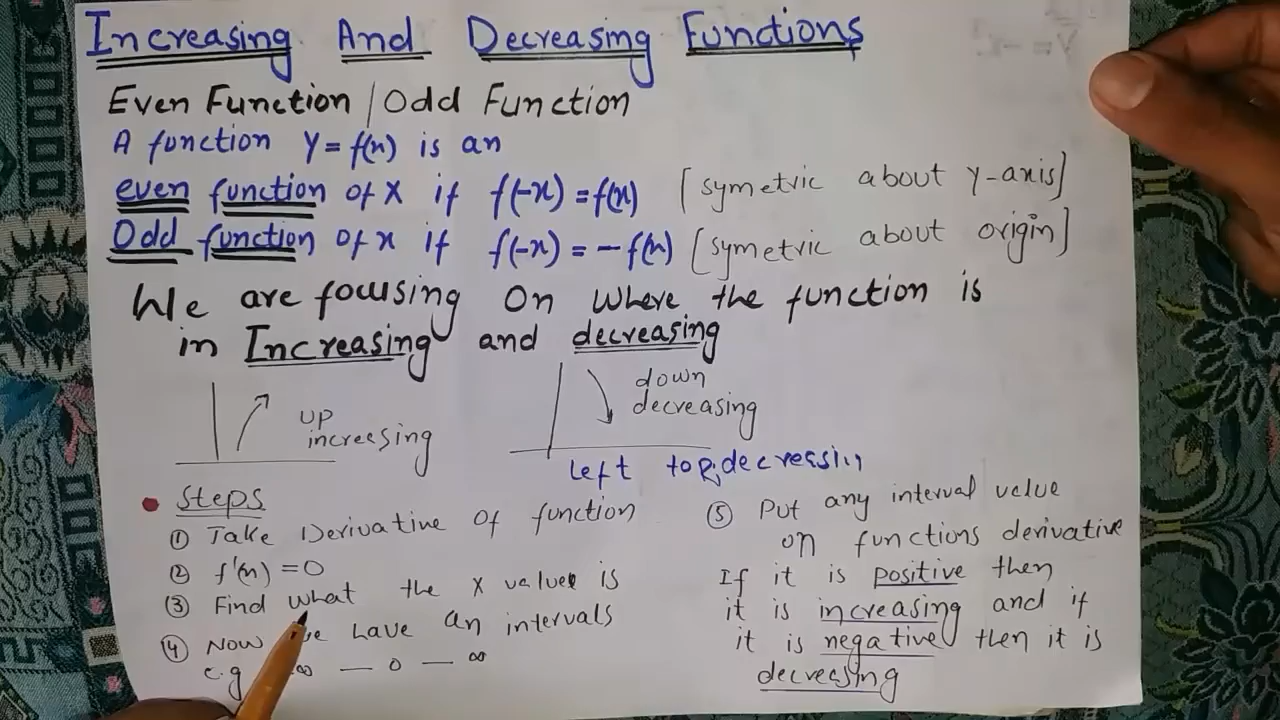 Increasing And Decreasing Functions
Even Function / Odd Function
A function Y = f(x) is an
even function of X if f(-x) = f(x) [symetric about y-axis]
Odd function of x if f(-x) = - f(x) [symetric about origin]
We are focusing On where the function is
in Increasing and decreasing
up
increasing
down
decreasing
left to decreasin
• Steps
① Take Derivative of function
② f'(x) = 0
③ Find what the X values is
④ Now have an intervals
e.g ∞ — 0 — ∞
⑤ Put any interval value
on functions derivative
If it is positive then
it is increasing and if
it is negative then it is
decreasing